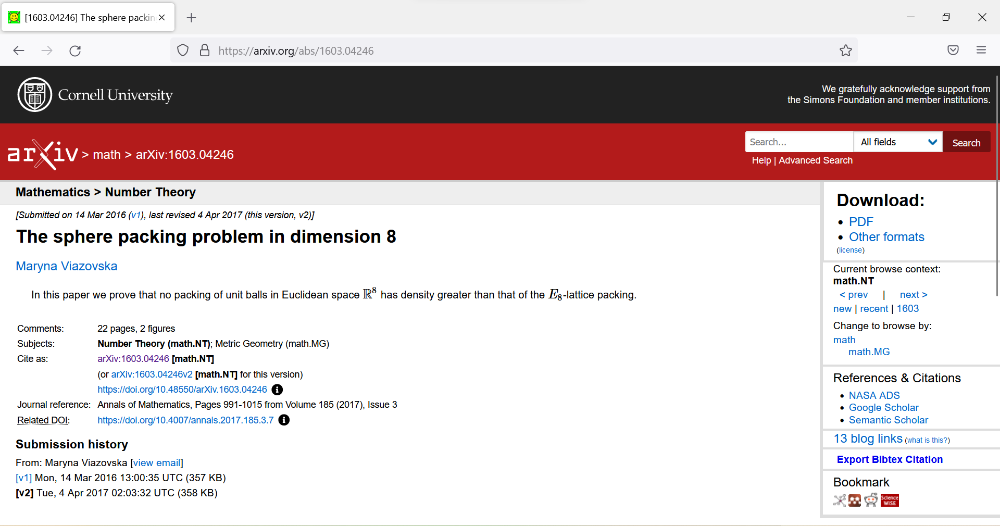 [1603.04246] The sphere packin
https://arxiv.org/abs/1603.04246
Cornell University
We gratefully acknowledge support from
the Simons Foundation and member institutions.
arXiv > math > arXiv:1603.04246
Search...
All fields
Search
Help | Advanced Search
Mathematics > Number Theory
[Submitted on 14 Mar 2016 (v1), last revised 4 Apr 2017 (this version, v2)]
The sphere packing problem in dimension 8
Maryna Viazovska
In this paper we prove that no packing of unit balls in Euclidean space ℝ⁸ has density greater than that of the E₈-lattice packing.
Comments: 22 pages, 2 figures
Subjects: Number Theory (math.NT); Metric Geometry (math.MG)
Cite as: arXiv:1603.04246 [math.NT]
(or arXiv:1603.04246v2 [math.NT] for this version)
https://doi.org/10.48550/arXiv.1603.04246
Journal reference: Annals of Mathematics, Pages 991-1015 from Volume 185 (2017), Issue 3
Related DOI: https://doi.org/10.4007/annals.2017.185.3.7
Submission history
From: Maryna Viazovska [view email]
[v1] Mon, 14 Mar 2016 13:00:35 UTC (357 KB)
[v2] Tue, 4 Apr 2017 02:03:32 UTC (358 KB)
Download:
• PDF
• Other formats
(license)
Current browse context:
math.NT
< prev | next >
new | recent | 1603
Change to browse by:
math
math.MG
References & Citations
• NASA ADS
• Google Scholar
• Semantic Scholar
13 blog links (what is this?)
Export Bibtex Citation
Bookmark
Science
WISE